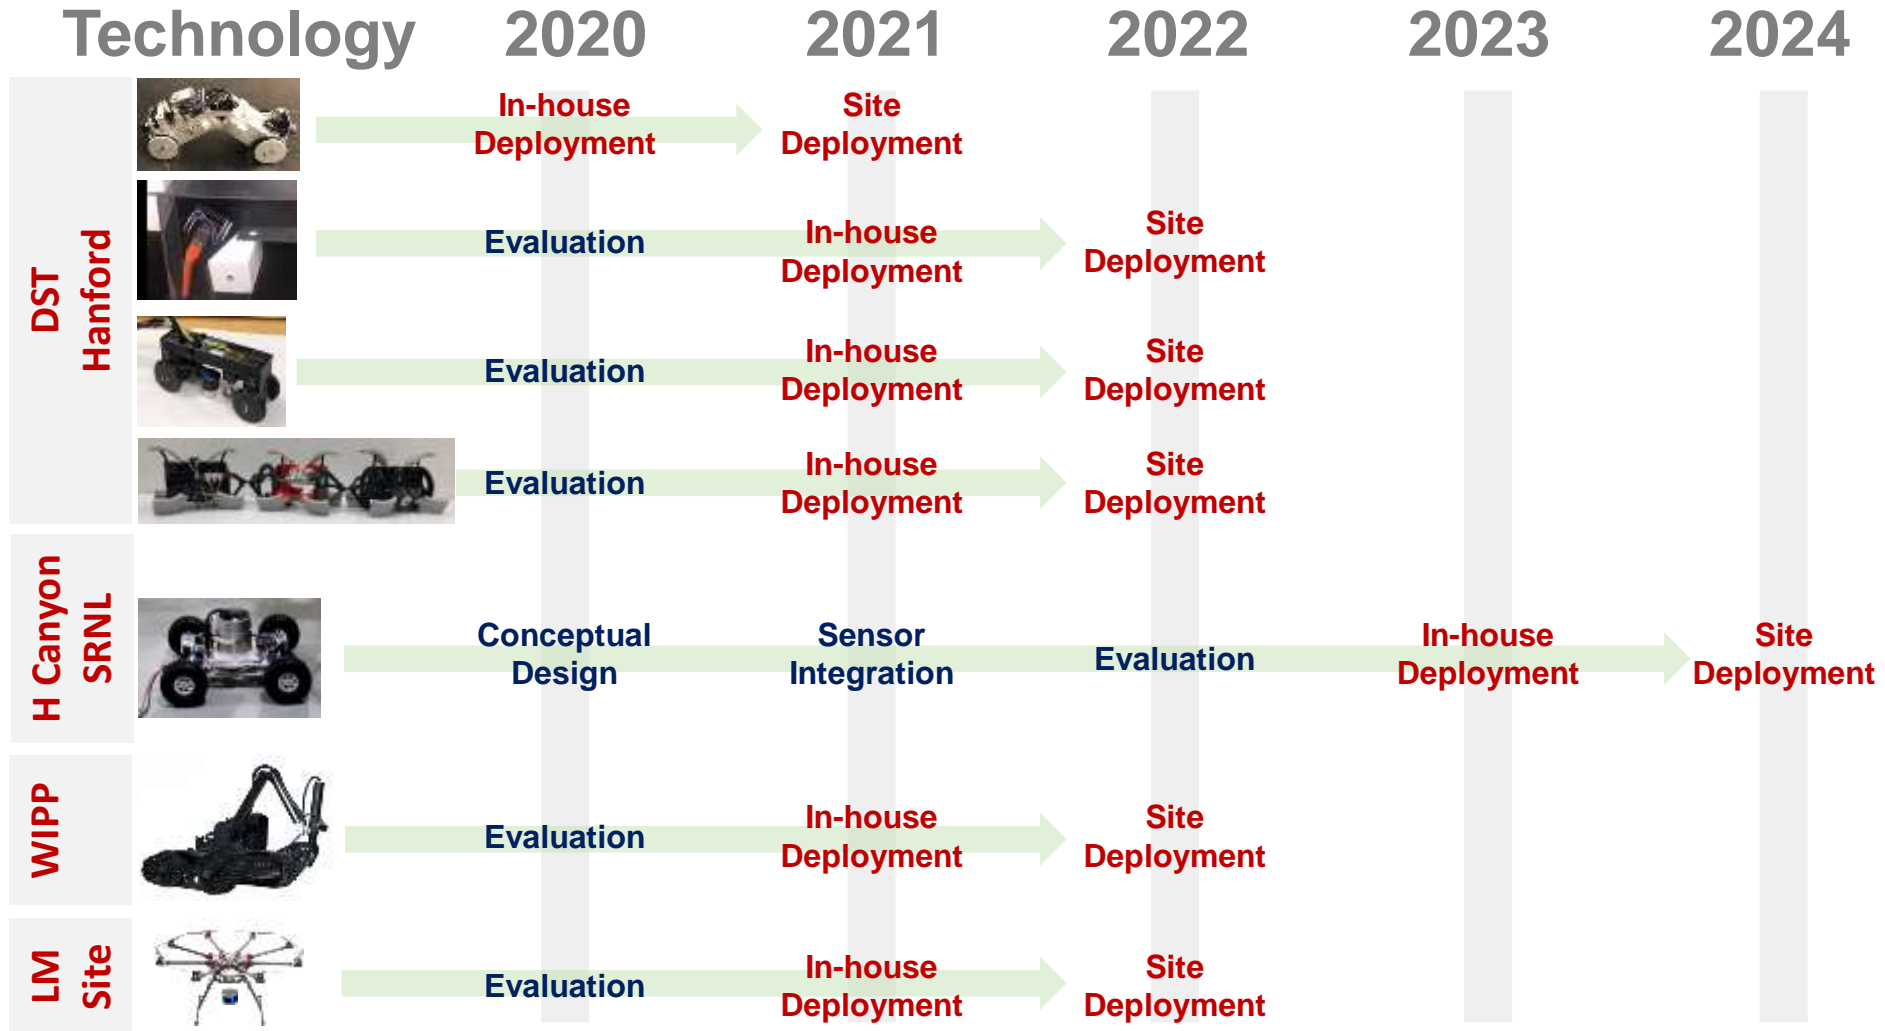 Technology 2020 2021 2022 2023 2024
DST
Hanford
In-house
Deployment
Site
Deployment
Evaluation
In-house
Deployment
Site
Deployment
Evaluation
In-house
Deployment
Site
Deployment
Evaluation
In-house
Deployment
Site
Deployment
H Canyon
SRNL
Conceptual
Design
Sensor
Integration
Evaluation
In-house
Deployment
Site
Deployment
WIPP
Evaluation
In-house
Deployment
Site
Deployment
LM
Site
Evaluation
In-house
Deployment
Site
Deployment